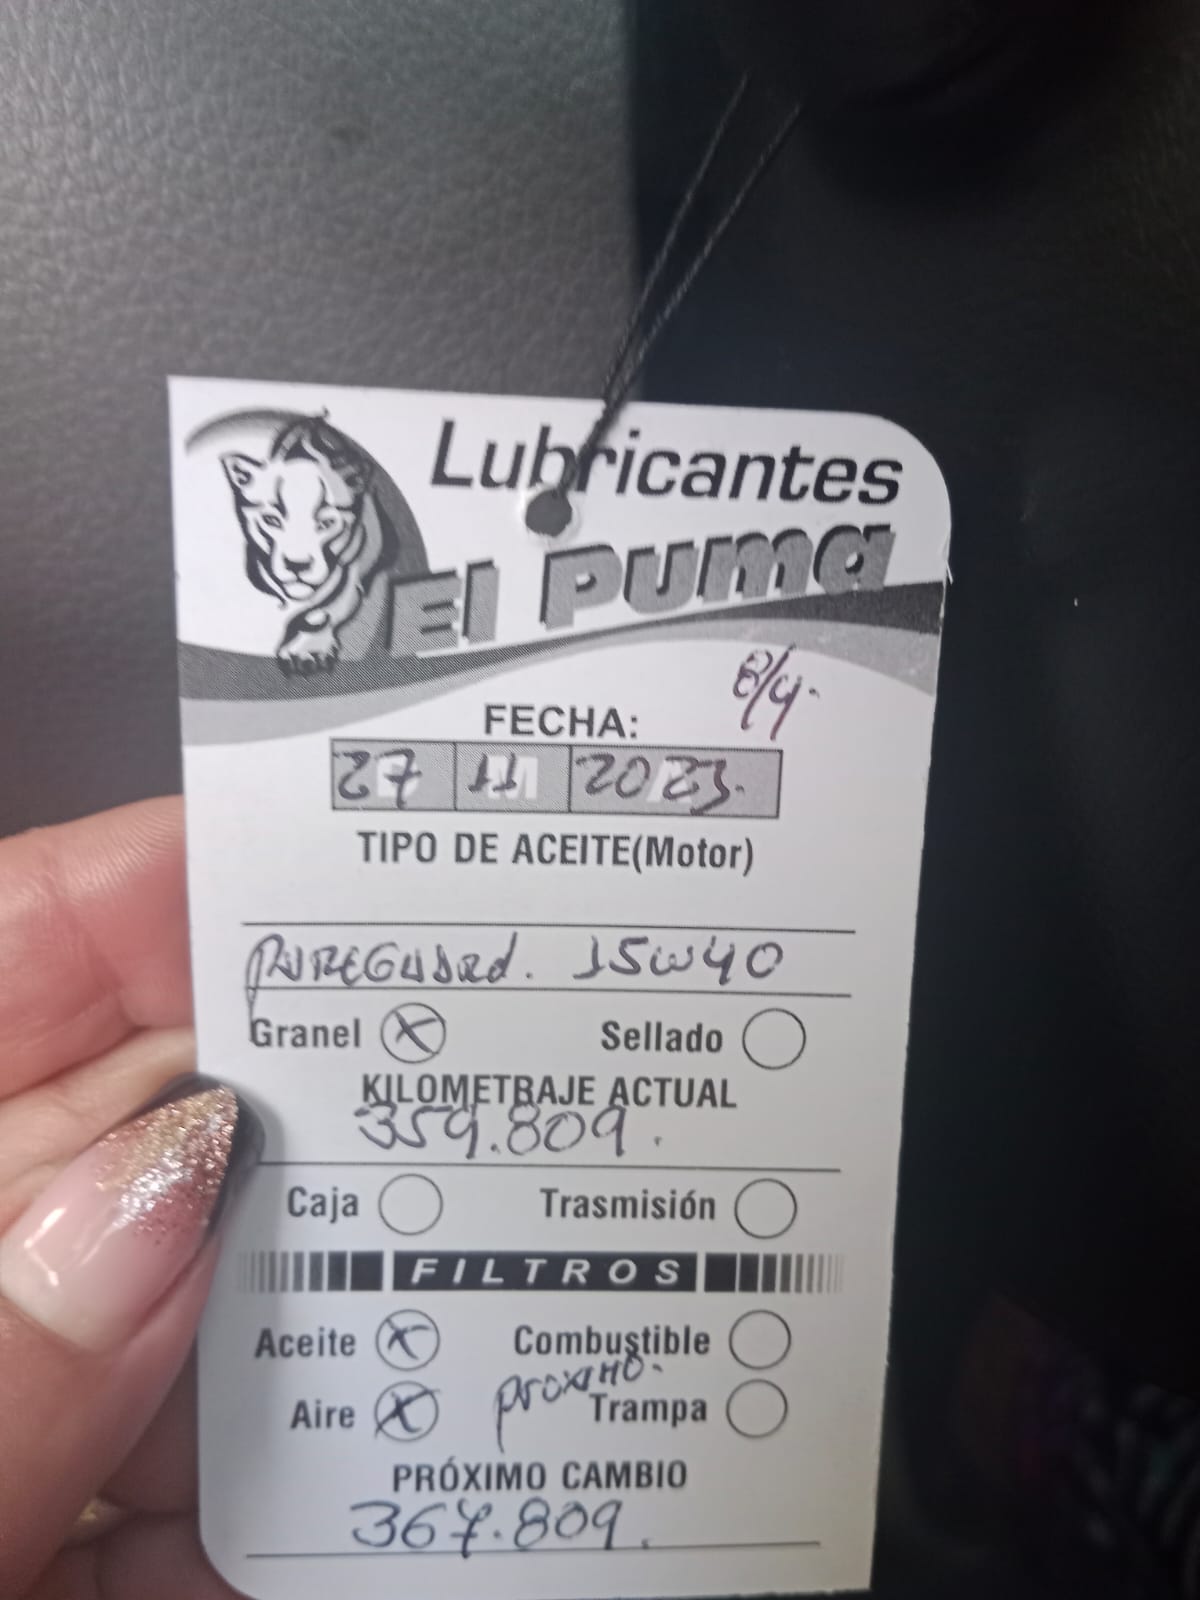 Lubricantes
El Puma
8/4.
FECHA:
27 11 2023.
TIPO DE ACEITE(Motor)
PUREGUARd. 15W40
Granel X Sellado
KILOMETRAJE ACTUAL
359.809.
Caja Trasmisión
FILTROS
Aceite X Combustible
proximo.
Aire X Trampa
PRÓXIMO CAMBIO
367.809.